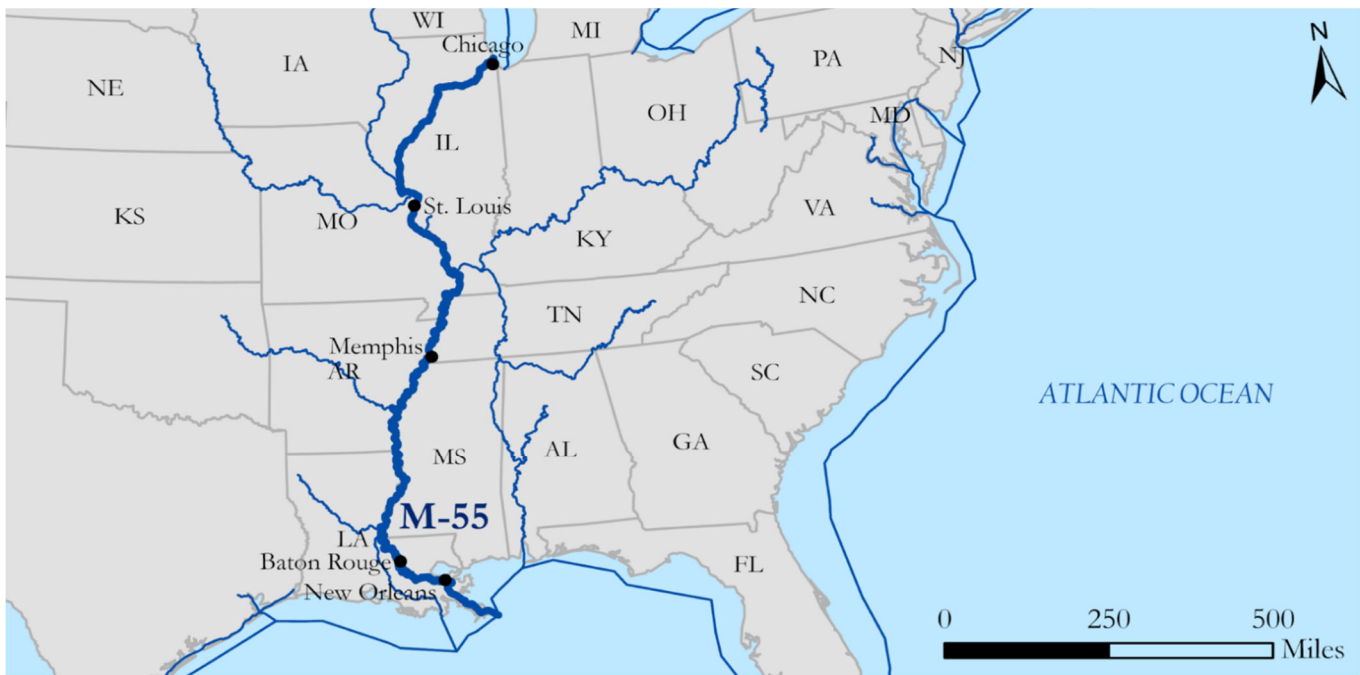 WI
MI
N
Chicago
IA
PA
NJ
NE
OH
MD
IL
KS
St. Louis
MO
VA
KY
NC
TN
Memphis
AR
SC
ATLANTIC OCEAN
MS
AL
GA
M-55
LA
Baton Rouge
FL
New Orleans
0 250 500
Miles